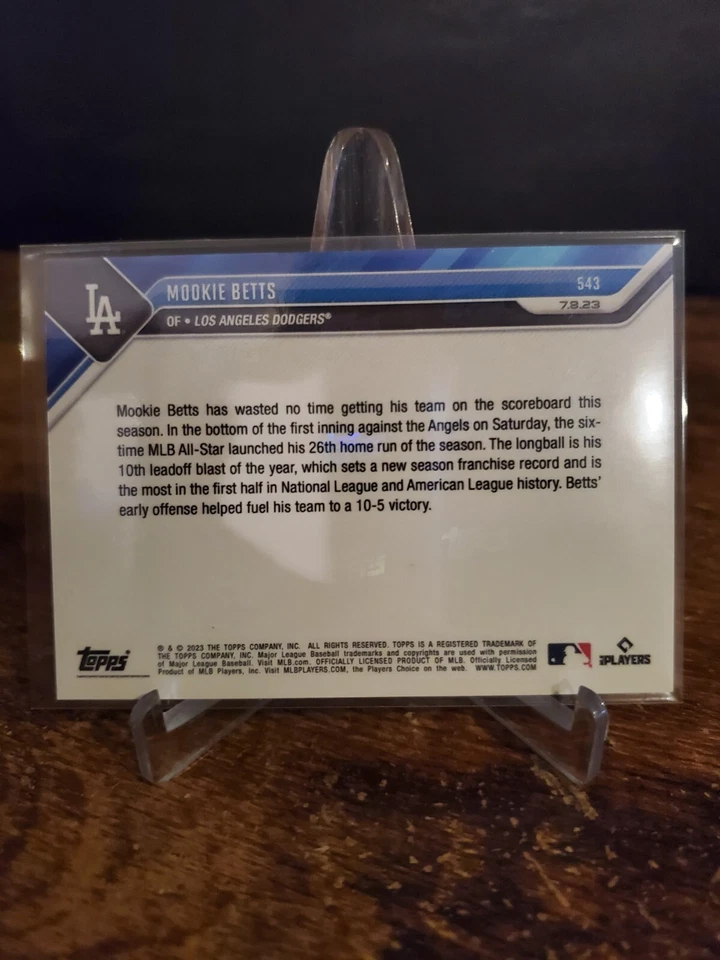 LA
MOOKIE BETTS
543
7.8.23
OF • LOS ANGELES DODGERS®
Mookie Betts has wasted no time getting his team on the scoreboard this
season. In the bottom of the first inning against the Angels on Saturday, the six-
time MLB All-Star launched his 26th home run of the season. The longball is his
10th leadoff blast of the year, which sets a new season franchise record and is
the most in the first half in National League and American League history. Betts'
early offense helped fuel his team to a 10-5 victory.
Topps
® & © 2023 THE TOPPS COMPANY, INC. ALL RIGHTS RESERVED. TOPPS IS A REGISTERED TRADEMARK OF
THE TOPPS COMPANY, INC. Major League Baseball trademarks and copyrights are used with permission
of Major League Baseball. Visit MLB.com. OFFICIALLY LICENSED PRODUCT OF MLB. Officially Licensed
Product of MLB Players, Inc. Visit MLBPLAYERS.COM, the Players Choice on the web. WWW.TOPPS.COM
PLAYERS